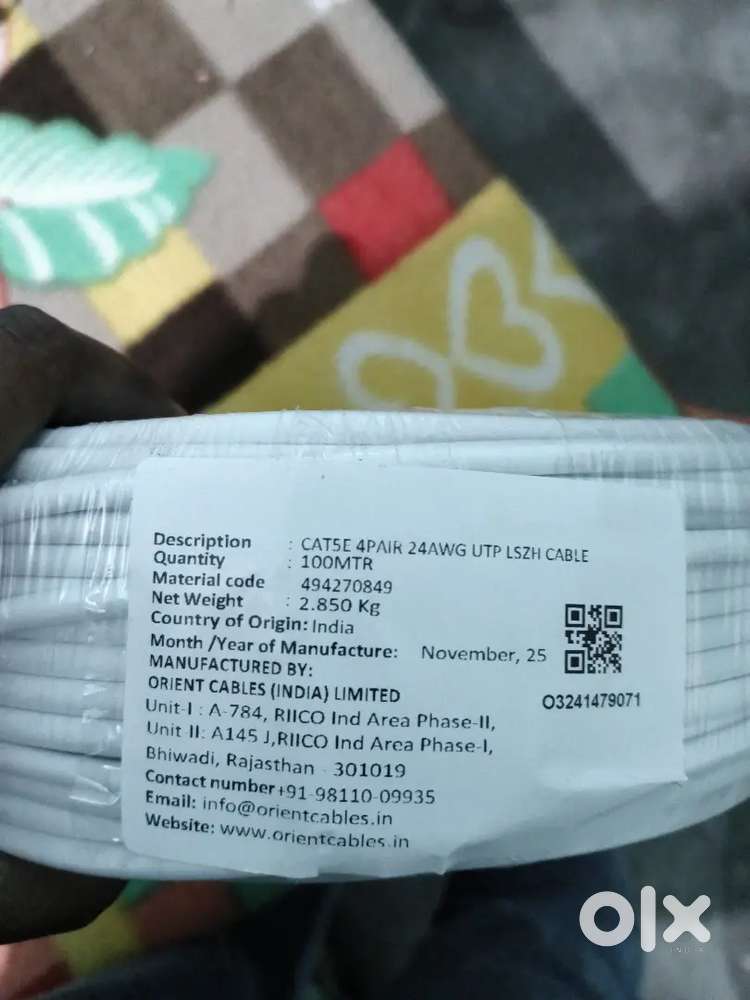 Description : CAT5E 4PAIR 24AWG UTP LSZH CABLE
Quantity : 100MTR
Material code 494270849
Net Weight : 2.850 Kg
Country of Origin: India
Month /Year of Manufacture: November, 25
MANUFACTURED BY:
ORIENT CABLES (INDIA) LIMITED
O3241479071
Unit-I : A-784, RIICO Ind Area Phase-II,
Unit-II: A145 J,RIICO Ind Area Phase-I,
Bhiwadi, Rajasthan - 301019
Contact number +91-98110-09935
Email: info@orientcables.in
Website: www.orientcables.in
olx
INDIA